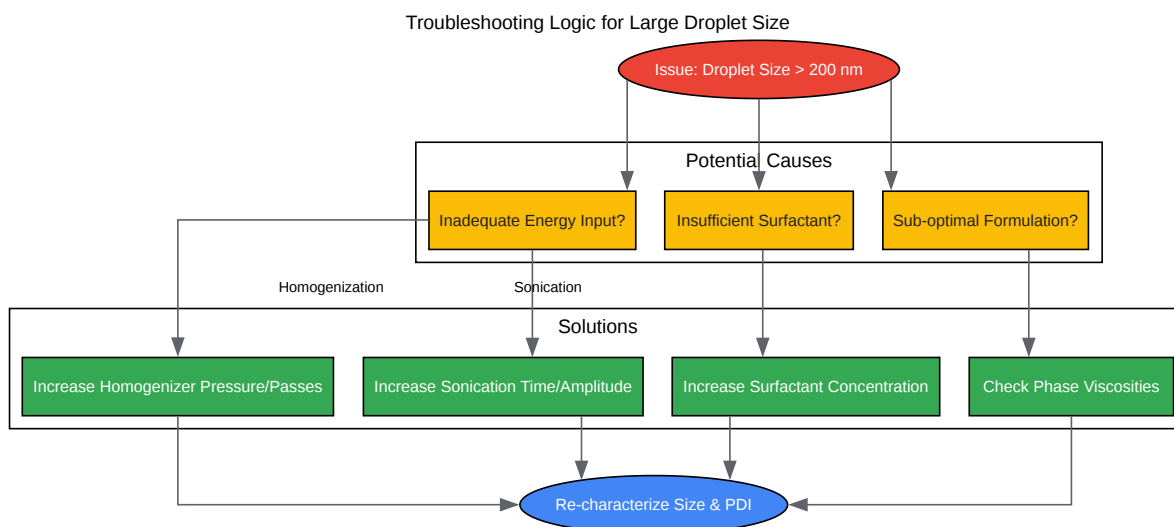 Troubleshooting Logic for Large Droplet Size
Issue: Droplet Size > 200 nm
Potential Causes
Inadequate Energy Input?
Insufficient Surfactant?
Sub-optimal Formulation?
Homogenization
Sonication
Solutions
Increase Homogenizer Pressure/Passes
Increase Sonication Time/Amplitude
Increase Surfactant Concentration
Check Phase Viscosities
Re-characterize Size & PDI